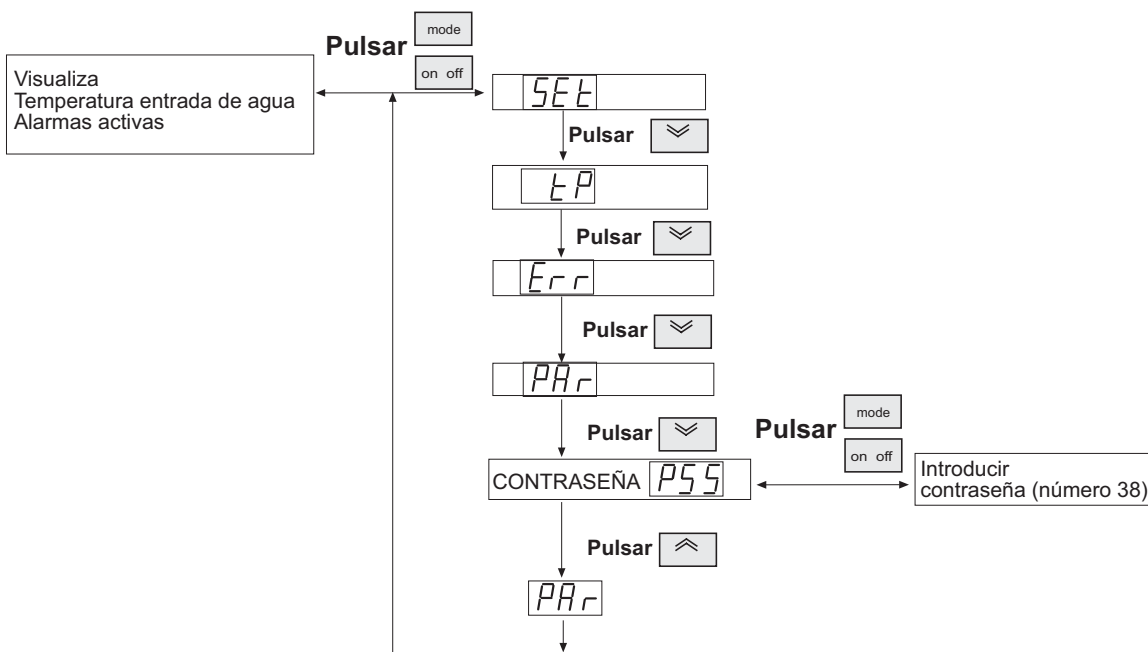 Pulsar
mode
on off
Visualiza
Temperatura entrada de agua
Alarmas activas
SEt
Pulsar
tP
Pulsar
Err
Pulsar
PAr
Pulsar
Pulsar
mode
on off
CONTRASEÑA PSS
Introducir
contraseña (número 38)
Pulsar
PAr